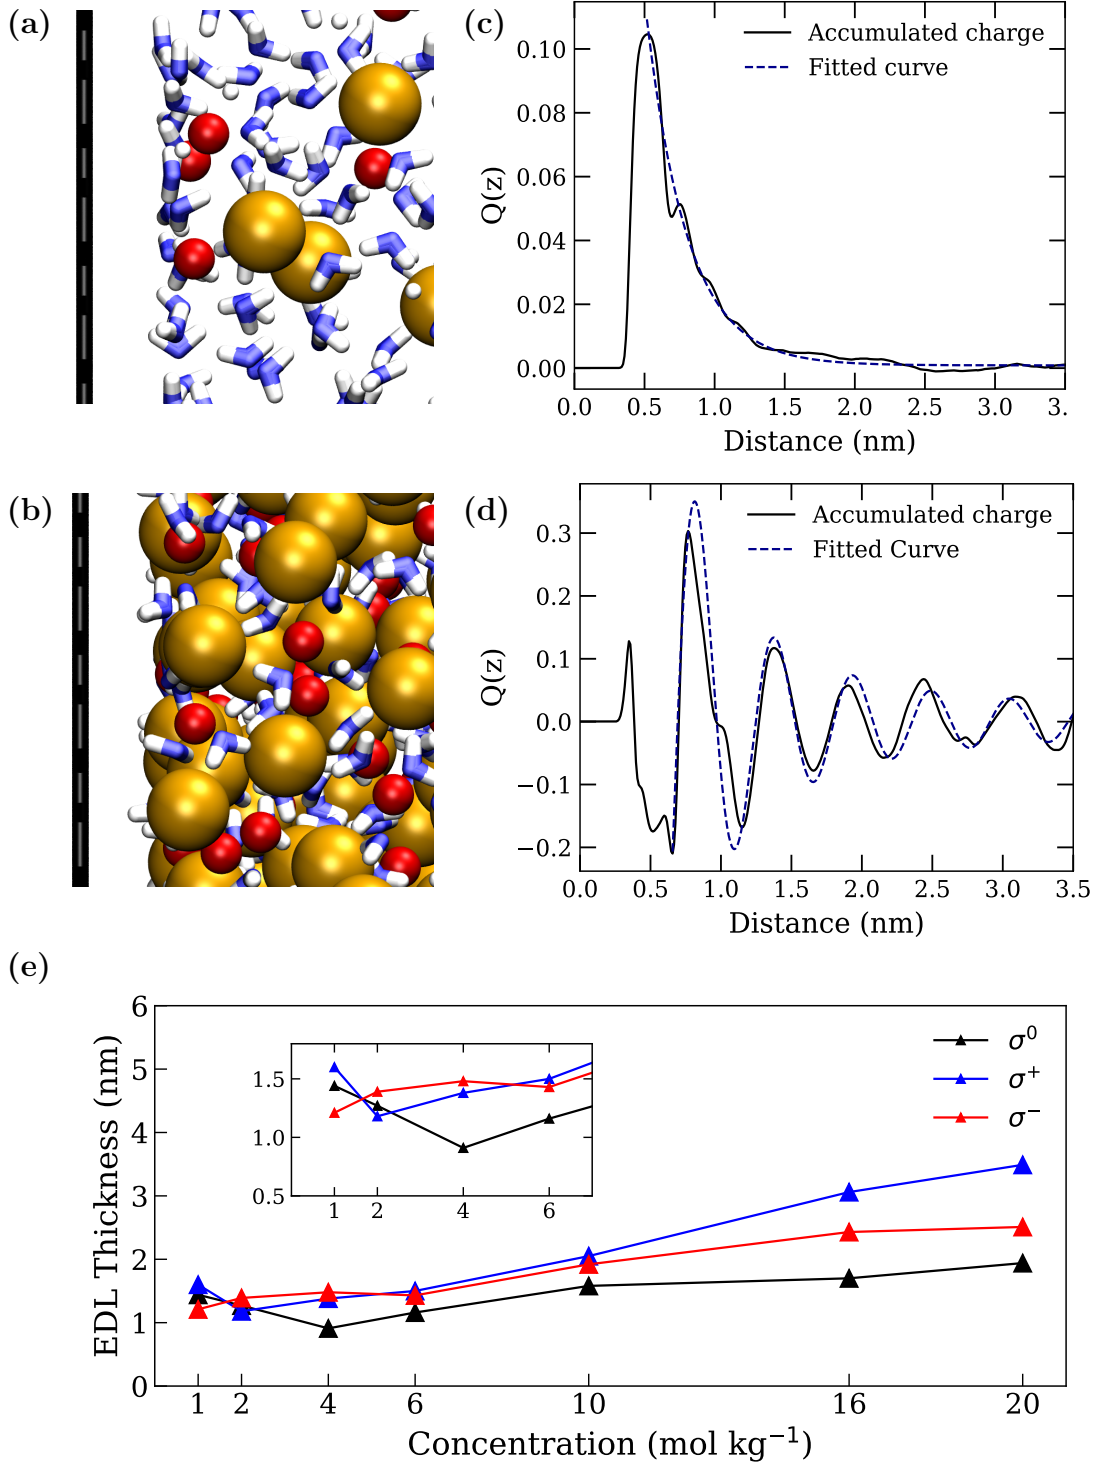 (a)
(c)
Accumulated charge
Fitted curve
0.10
0.08
0.06
0.04
0.02
0.00
Q(z)
0.0 0.5 1.0 1.5 2.0 2.5 3.0 3.
Distance (nm)
(b)
(d)
Accumulated charge
Fitted Curve
0.3
0.2
0.1
0.0
−0.1
−0.2
Q(z)
0.0 0.5 1.0 1.5 2.0 2.5 3.0 3.5
Distance (nm)
(e)
6
5
4
3
2
1
0
EDL Thickness (nm)
1.5
1.0
0.5
1 2 4 6
σ⁰
σ⁺
σ⁻
1 2 4 6 10 16 20
Concentration (mol kg⁻¹)